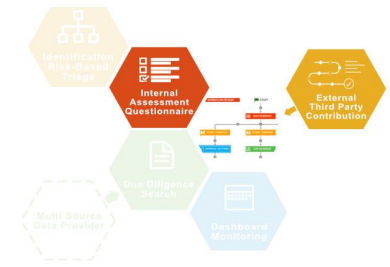 Identification
Risk-Based
Triage
Internal
Assessment
Questionnaire
START
External
Third Party
Contribution
Due Diligence
Search
Multi Source
Data Provider
Dashboard
Monitoring